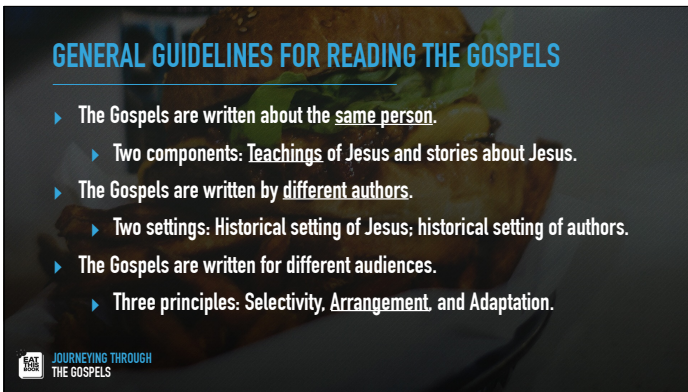 GENERAL GUIDELINES FOR READING THE GOSPELS
The Gospels are written about the same person.
Two components: Teachings of Jesus and stories about Jesus.
The Gospels are written by different authors.
Two settings: Historical setting of Jesus; historical setting of authors.
The Gospels are written for different audiences.
Three principles: Selectivity, Arrangement, and Adaptation.
EAT
THIS
BOOK
JOURNEYING THROUGH
THE GOSPELS